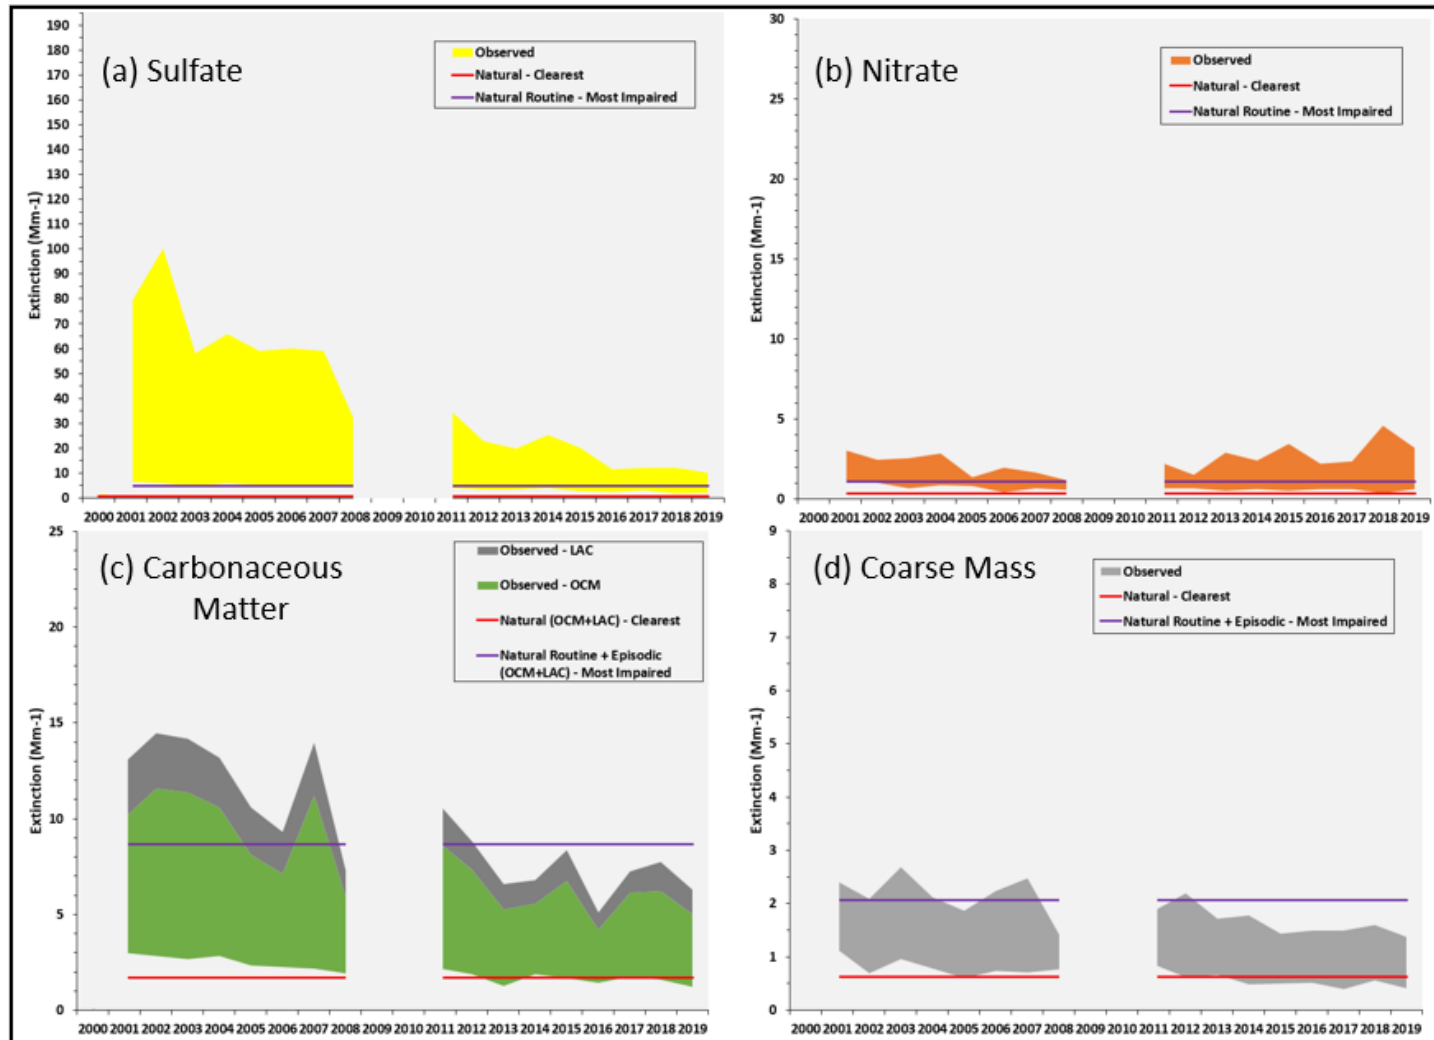 (a) Sulfate
Observed
Natural - Clearest
Natural Routine - Most Impaired
Extinction (Mm-1)
195
190
180
170
160
150
140
130
120
110
100
90
80
70
60
50
40
30
20
10
0
2000 2001 2002 2003 2004 2005 2006 2007 2008 2009 2010 2011 2012 2013 2014 2015 2016 2017 2018 2019
(b) Nitrate
Observed
Natural - Clearest
Natural Routine - Most Impaired
Extinction (Mm-1)
30
25
20
15
10
5
0
2000 2001 2002 2003 2004 2005 2006 2007 2008 2009 2010 2011 2012 2013 2014 2015 2016 2017 2018 2019
(c) Carbonaceous
Matter
Observed - LAC
Observed - OCM
Natural (OCM+LAC) - Clearest
Natural Routine + Episodic
(OCM+LAC) - Most Impaired
Extinction (Mm-1)
25
20
15
10
5
0
2000 2001 2002 2003 2004 2005 2006 2007 2008 2009 2010 2011 2012 2013 2014 2015 2016 2017 2018 2019
(d) Coarse Mass
Observed
Natural - Clearest
Natural Routine + Episodic - Most Impaired
Extinction (Mm-1)
9
8
7
6
5
4
3
2
1
0
2000 2001 2002 2003 2004 2005 2006 2007 2008 2009 2010 2011 2012 2013 2014 2015 2016 2017 2018 2019